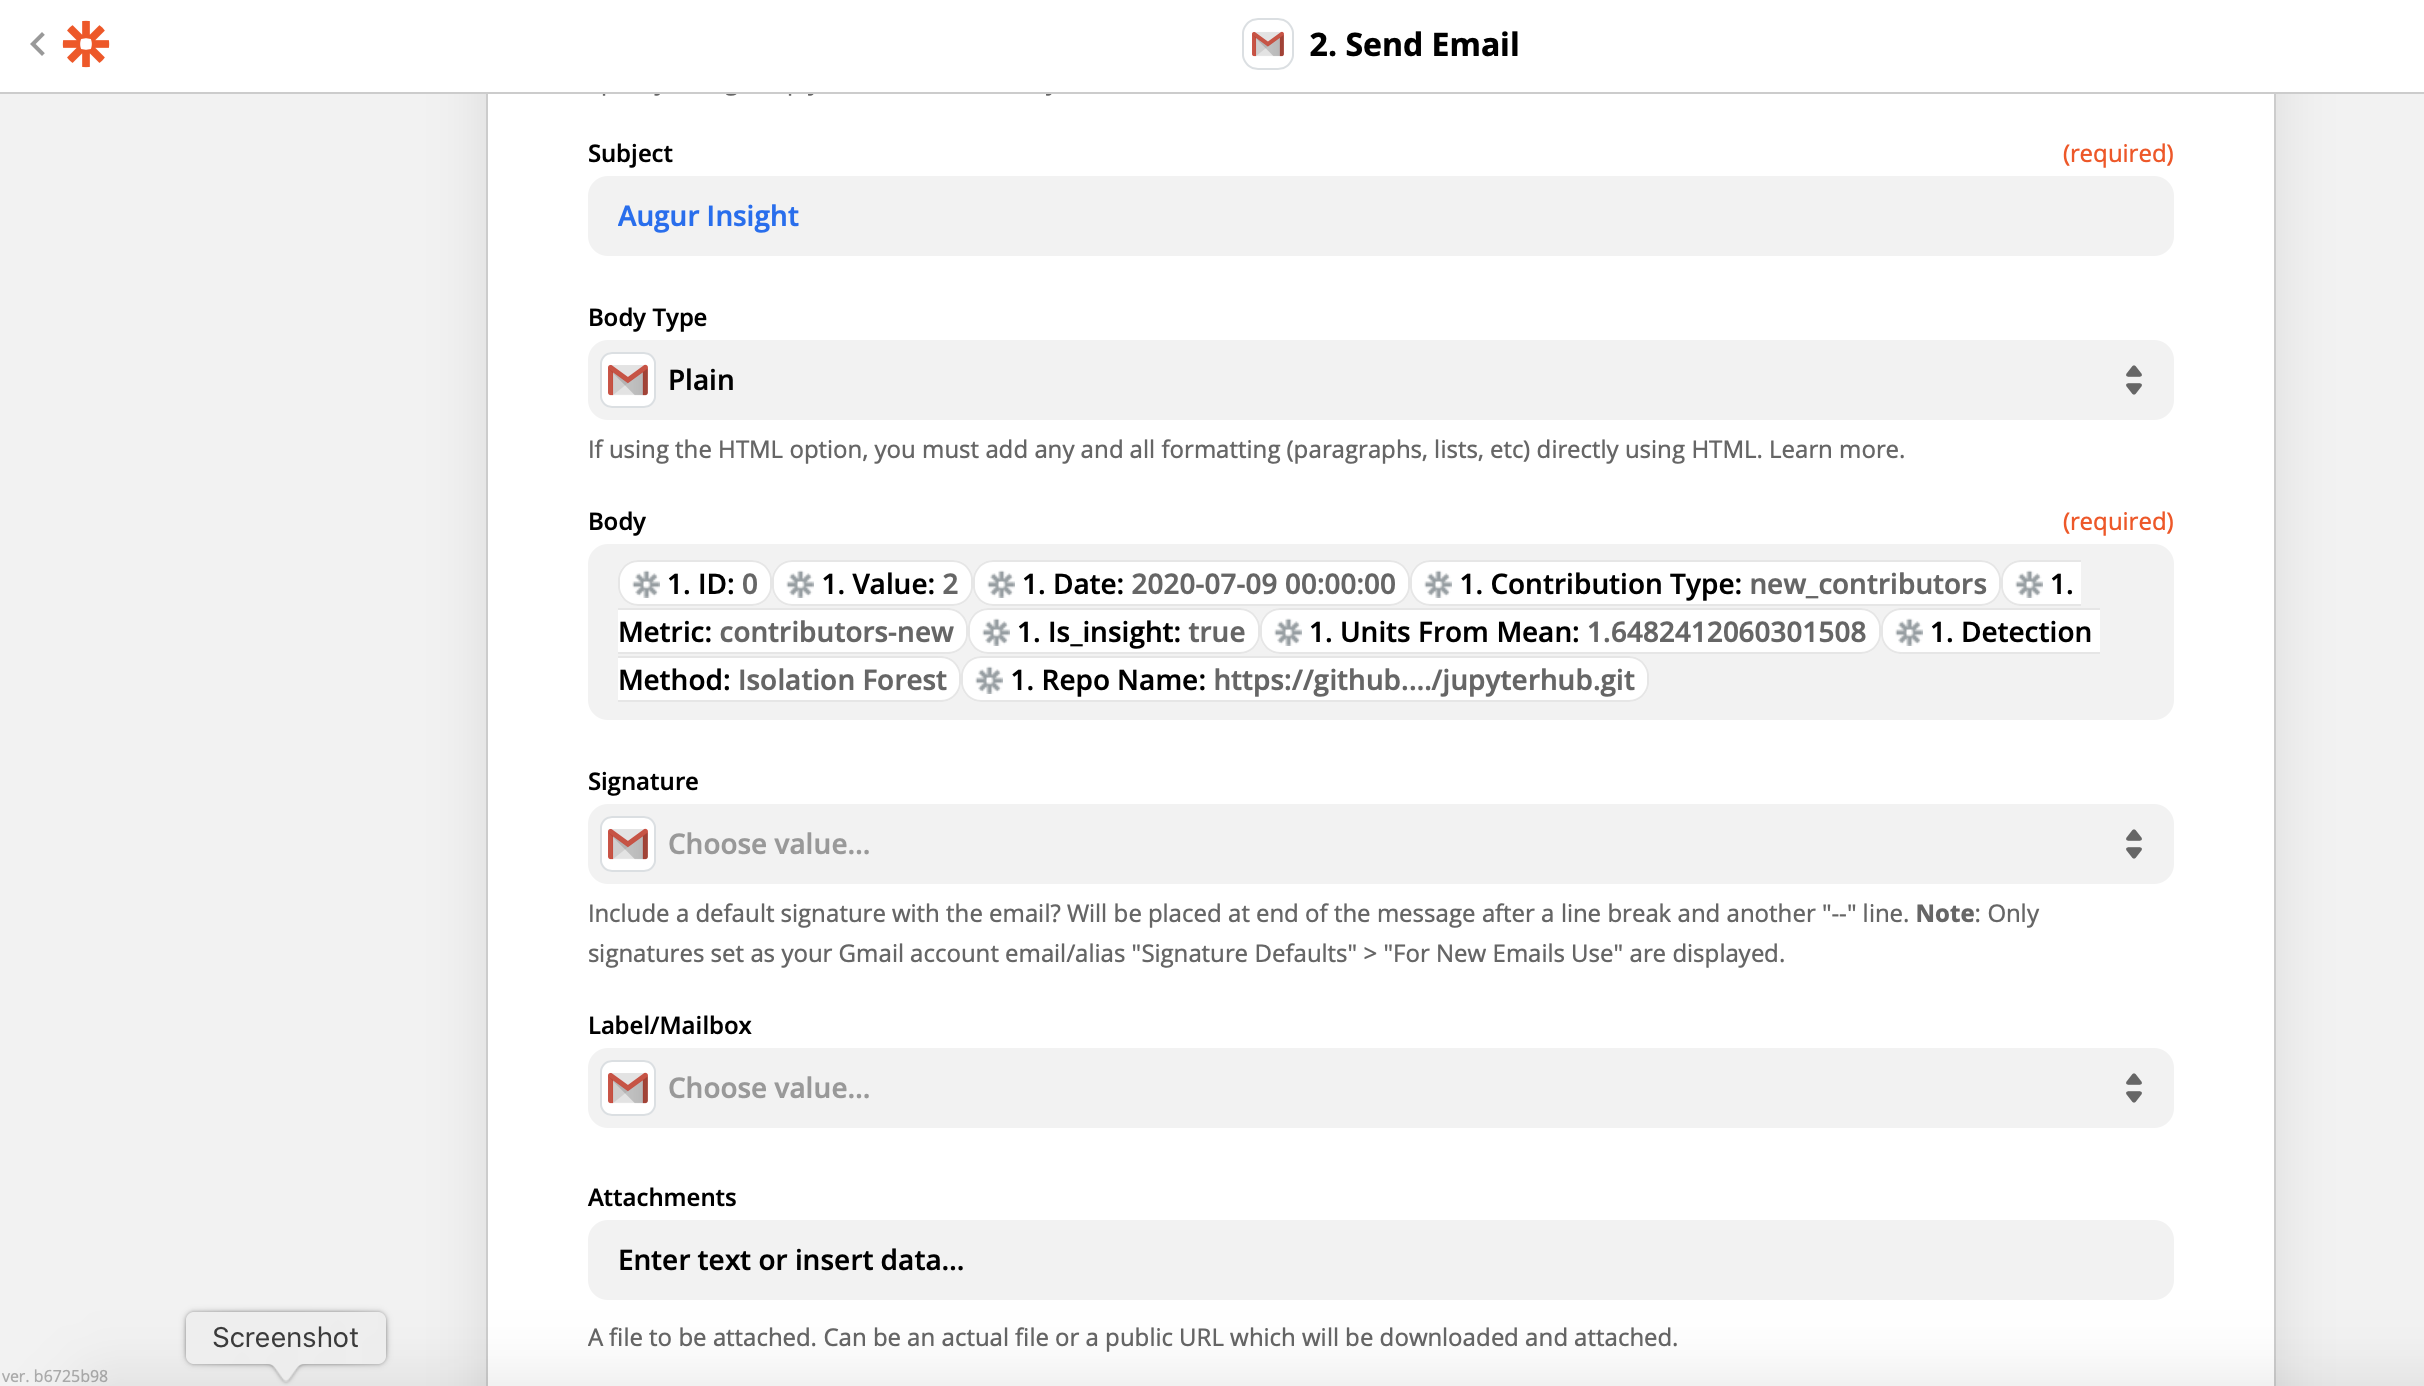 2. Send Email
Subject
(required)
Augur Insight
Body Type
Plain
If using the HTML option, you must add any and all formatting (paragraphs, lists, etc) directly using HTML. Learn more.
Body
(required)
1. ID: 0 1. Value: 2 1. Date: 2020-07-09 00:00:00 1. Contribution Type: new_contributors 1.
Metric: contributors-new 1. Is_insight: true 1. Units From Mean: 1.6482412060301508 1. Detection
Method: Isolation Forest 1. Repo Name: https://github..../jupyterhub.git
Signature
Choose value...
Include a default signature with the email? Will be placed at end of the message after a line break and another "--" line. Note: Only
signatures set as your Gmail account email/alias "Signature Defaults" > "For New Emails Use" are displayed.
Label/Mailbox
Choose value...
Attachments
Enter text or insert data...
A file to be attached. Can be an actual file or a public URL which will be downloaded and attached.
Screenshot
ver. b6725b98